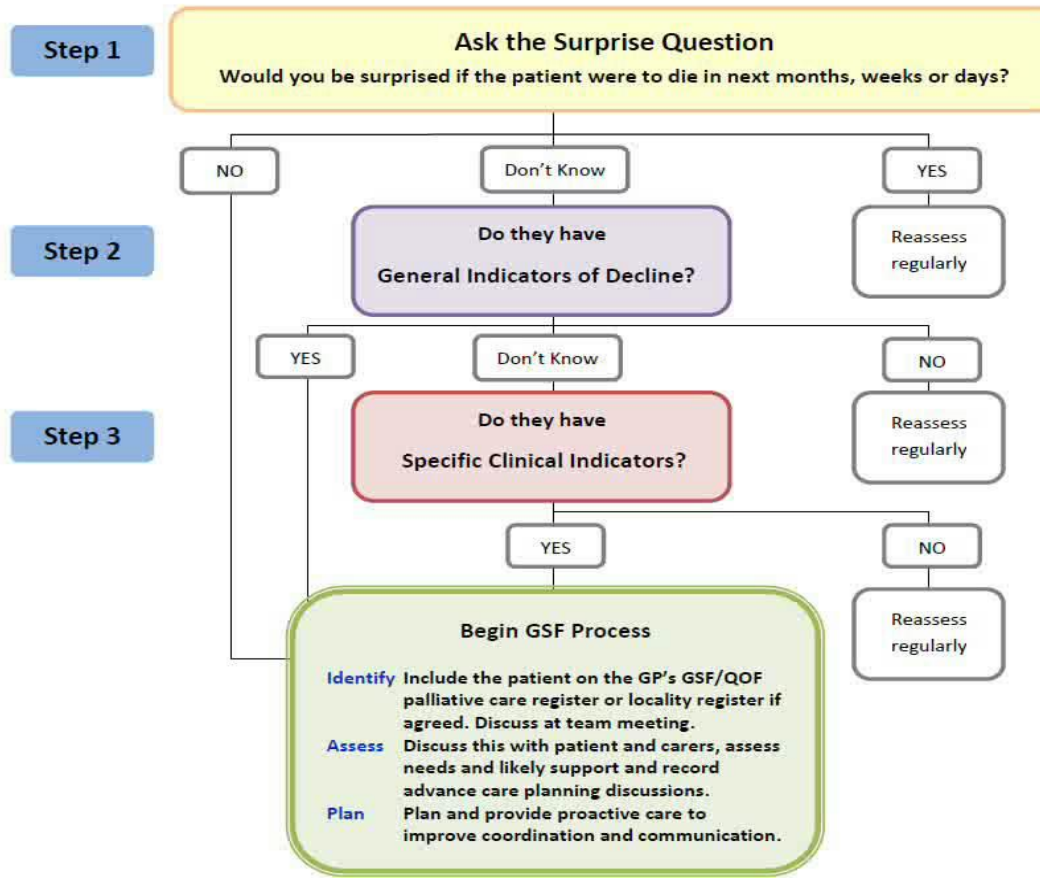 Step 1
Ask the Surprise Question
Would you be surprised if the patient were to die in next months, weeks or days?
NO
Don't Know
YES
Step 2
Do they have
General Indicators of Decline?
Reassess
regularly
YES
Don't Know
NO
Step 3
Do they have
Specific Clinical Indicators?
Reassess
regularly
YES
NO
Begin GSF Process
Reassess
regularly
Identify Include the patient on the GP's GSF/QOF
palliative care register or locality register if
agreed. Discuss at team meeting.
Assess Discuss this with patient and carers, assess
needs and likely support and record
advance care planning discussions.
Plan Plan and provide proactive care to
improve coordination and communication.